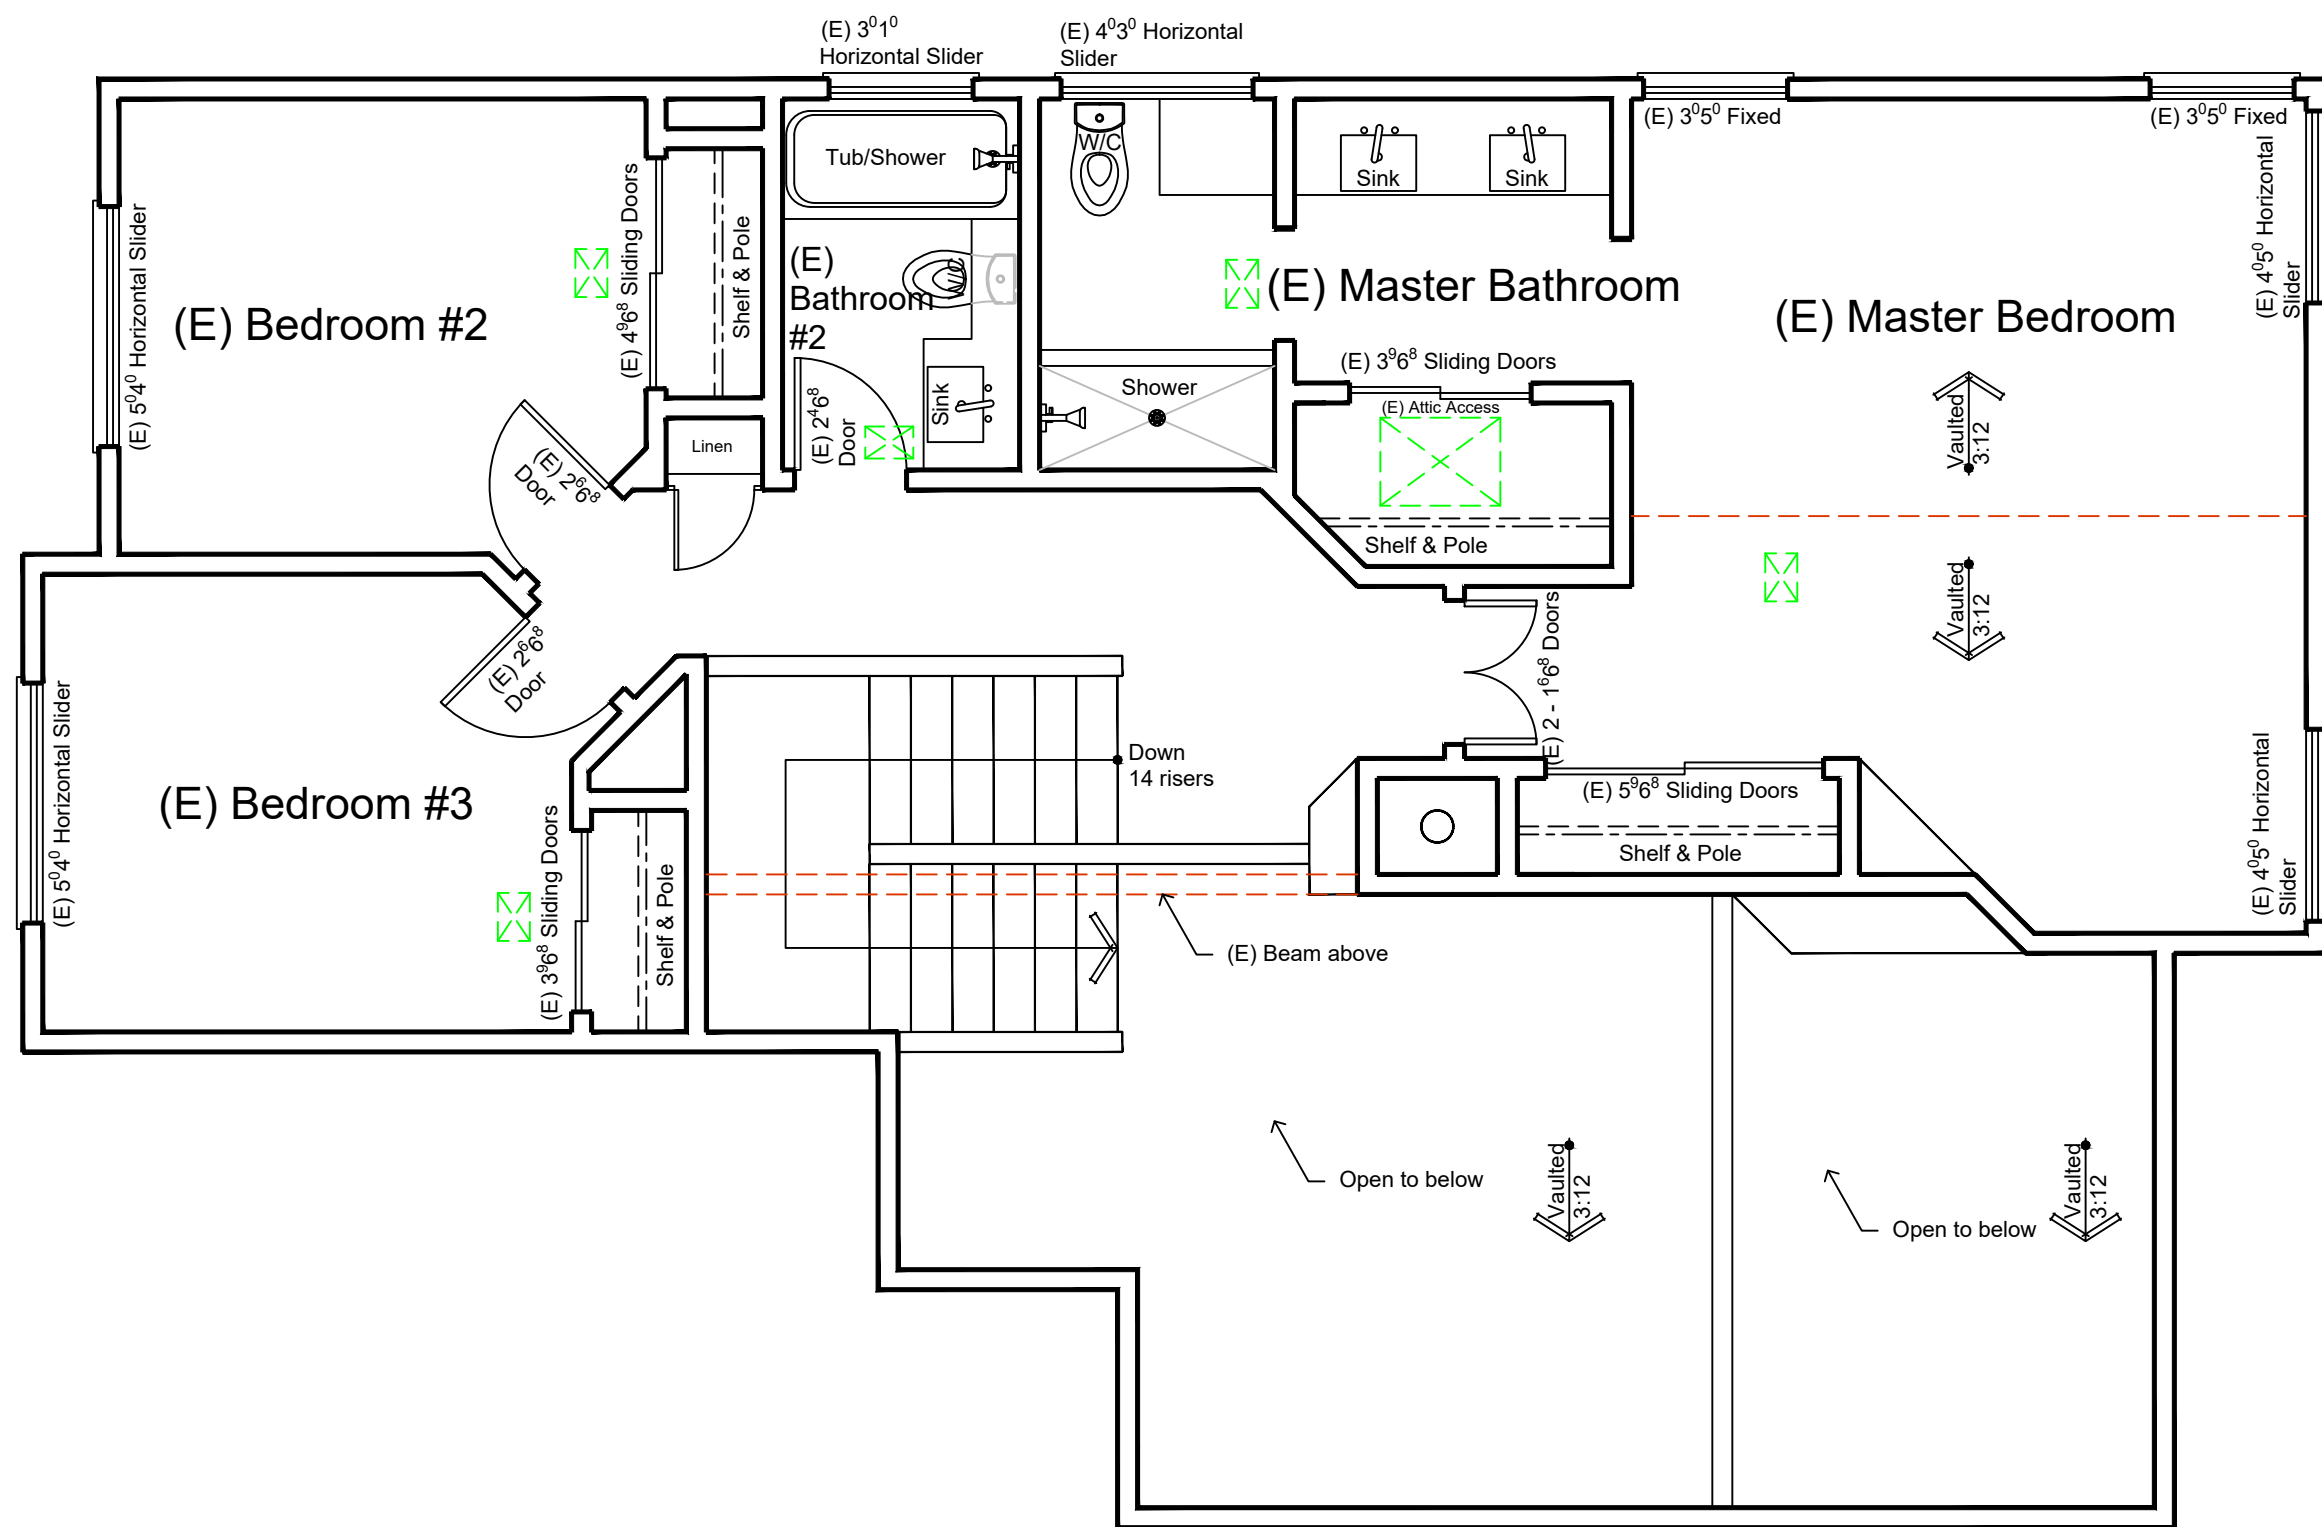 (E) 3⁰1⁰
Horizontal Slider
(E) 4⁰3⁰ Horizontal
Slider
(E) 3⁰5⁰ Fixed
(E) 3⁰5⁰ Fixed
Tub/Shower
W/C
Sink
Sink
(E) 4⁰5⁰ Horizontal
Slider
(E) 5⁰4⁰ Horizontal Slider
(E) Bedroom #2
(E) 4⁹6⁸ Sliding Doors
Shelf & Pole
(E)
Bathroom
#2
W/C
(E) Master Bathroom
(E) Master Bedroom
(E) 3⁹6⁸ Sliding Doors
(E) Attic Access
Shower
Sink
(E) 2⁴6⁸
Door
Linen
(E) 2⁶6⁸
Door
Vaulted
3:12
Shelf & Pole
Vaulted
3:12
(E) 2⁶6⁸
Door
(E) 2 - 1⁶6⁸ Doors
(E) 5⁰4⁰ Horizontal Slider
(E) Bedroom #3
Down
14 risers
(E) 5⁹6⁸ Sliding Doors
Shelf & Pole
(E) 4⁰5⁰ Horizontal
Slider
(E) 3⁹6⁸ Sliding Doors
Shelf & Pole
(E) Beam above
Open to below
Vaulted
3:12
Open to below
Vaulted
3:12